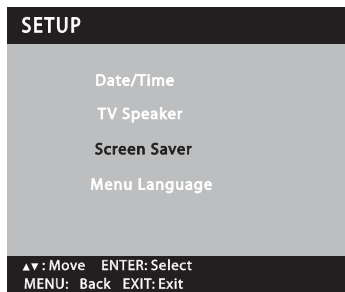 SETUP
Date/Time
TV Speaker
Screen Saver
Menu Language
▲▼: Move ENTER: Select
MENU: Back EXIT: Exit